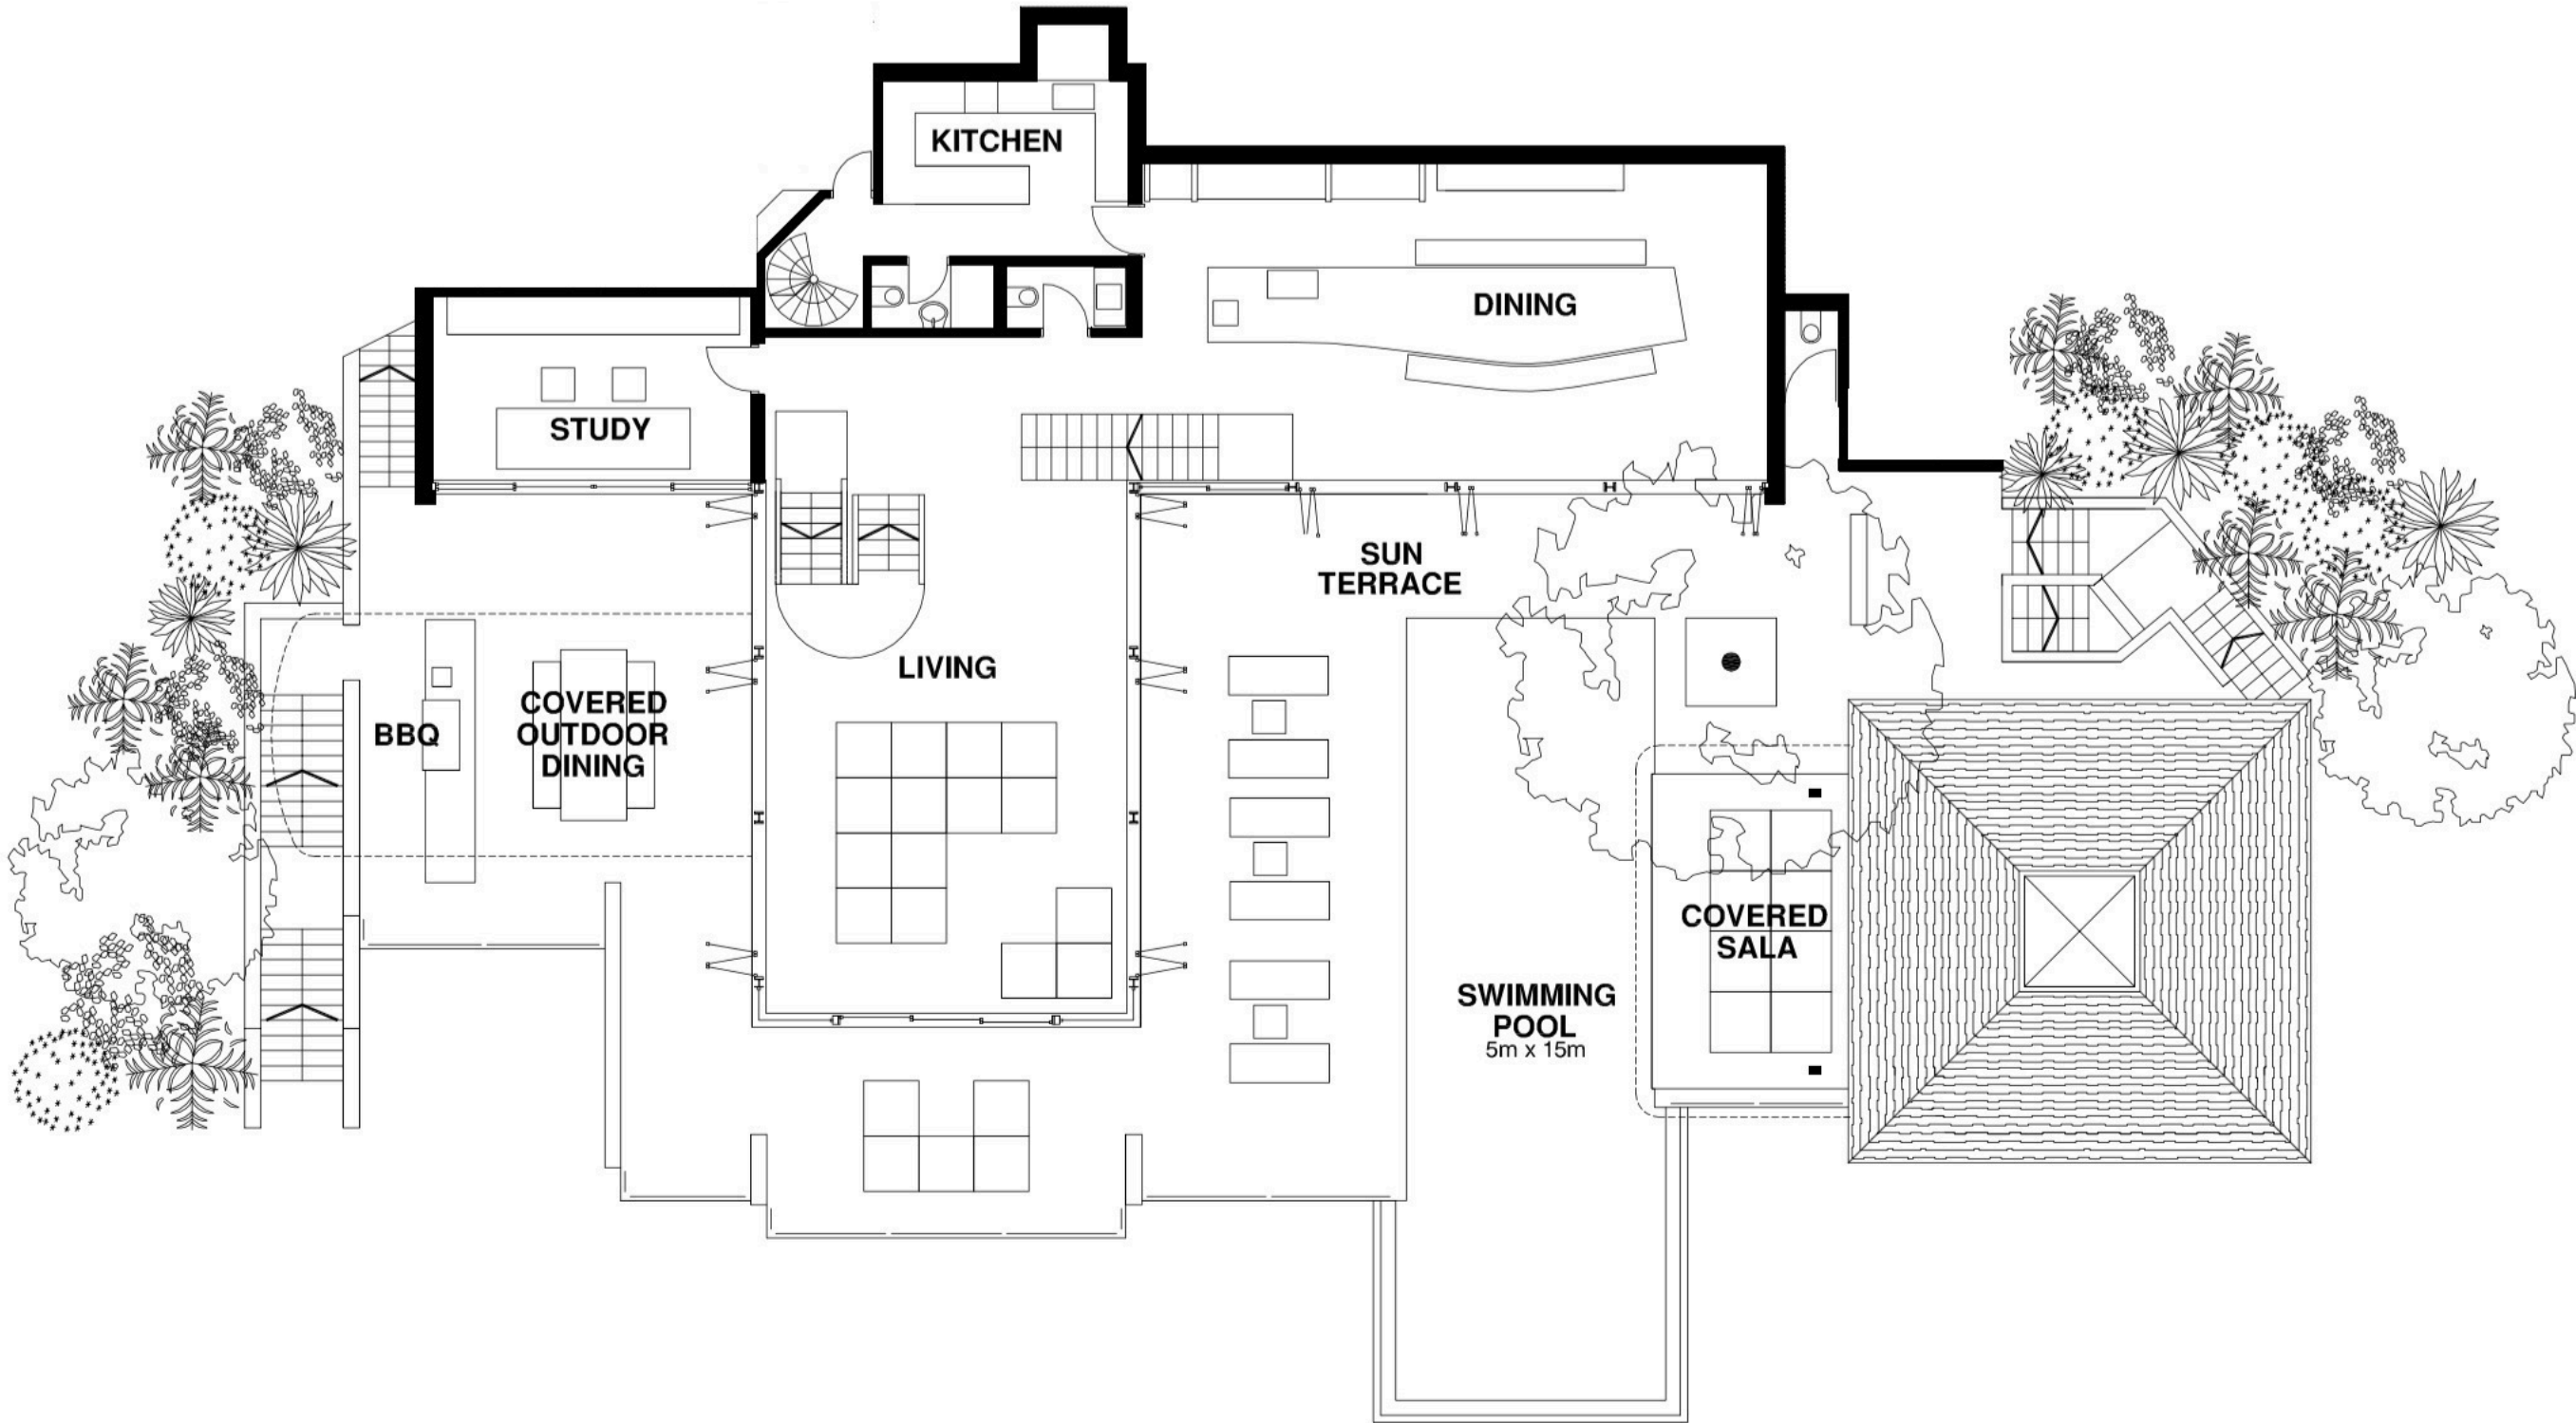 KITCHEN
DINING
STUDY
SUN
TERRACE
LIVING
BBQ
COVERED
OUTDOOR
DINING
COVERED
SALA
SWIMMING
POOL
5m x 15m